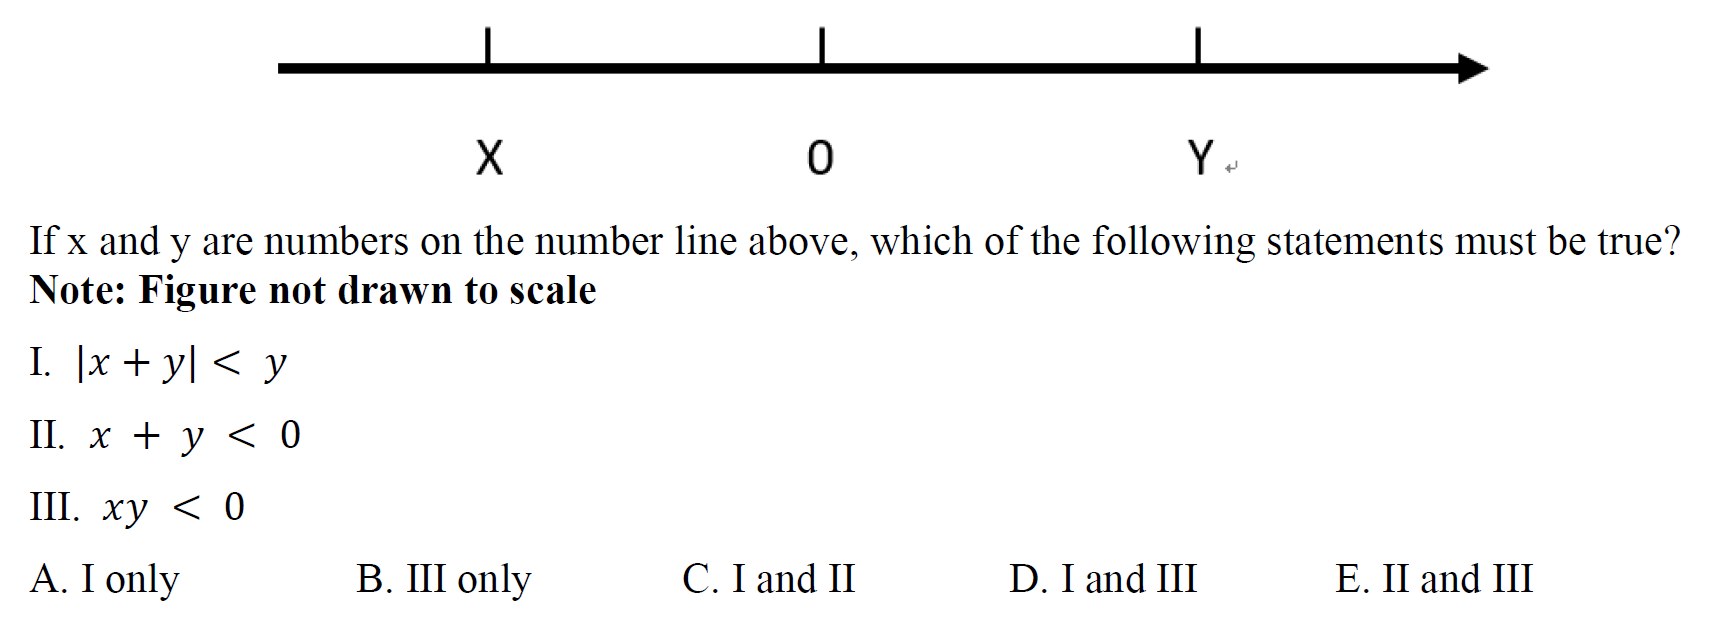 X 0 Y ↵
If x and y are numbers on the number line above, which of the following statements must be true?
Note: Figure not drawn to scale
I. |x + y| < y
II. x + y < 0
III. xy < 0
A. I only B. III only C. I and II D. I and III E. II and III